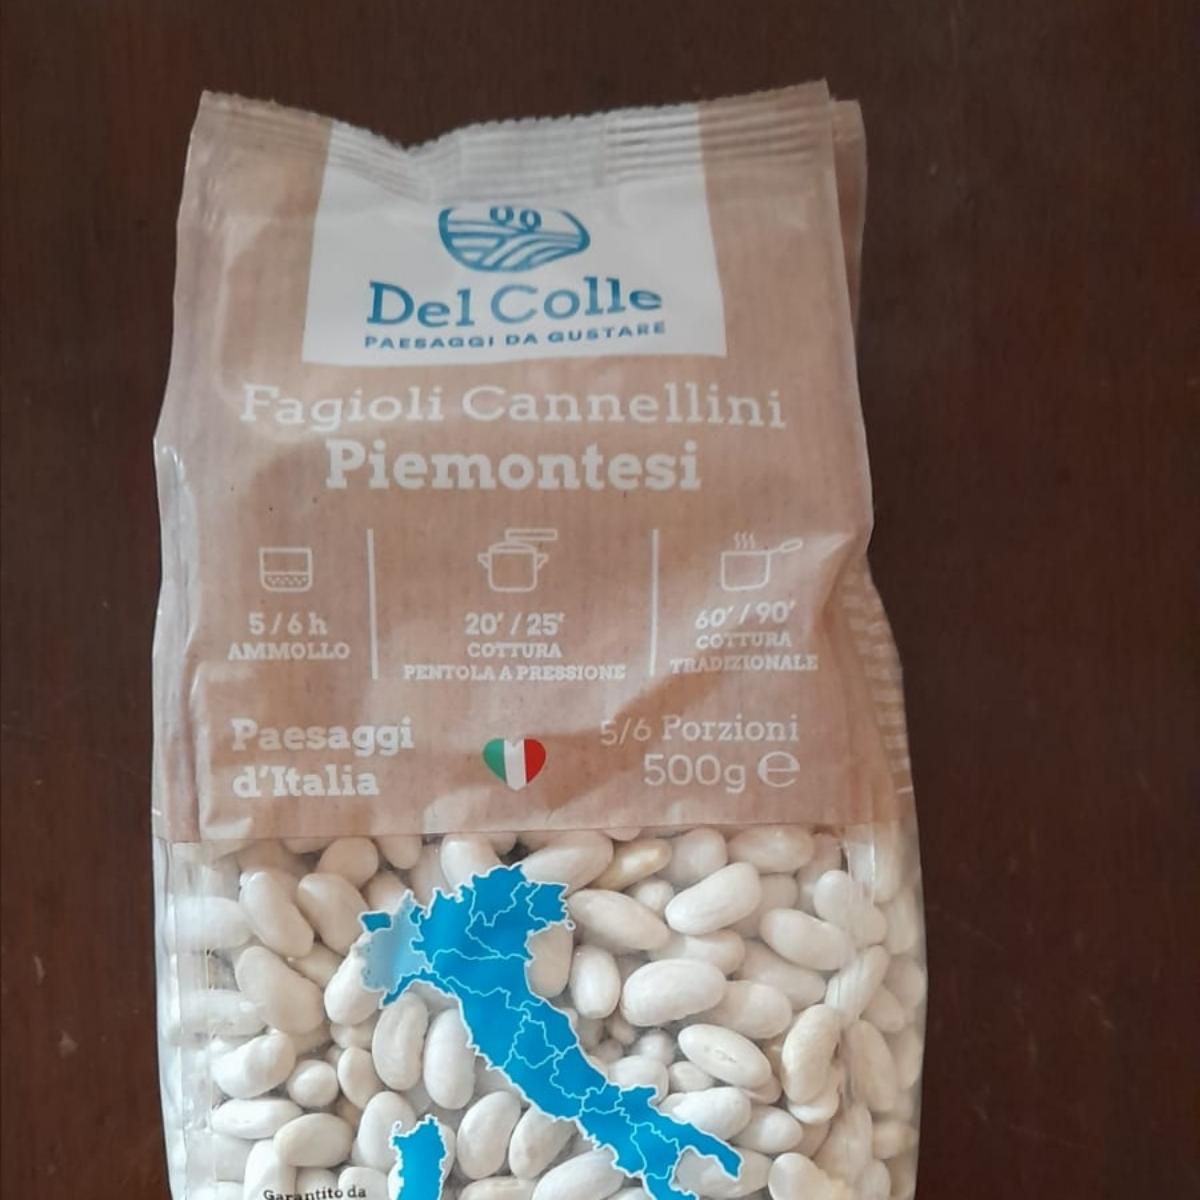 Del Colle
PAESAGGI DA GUSTARE
Fagioli Cannellini
Piemontesi
5/6 h
AMMOLLO
20' / 25'
COTTURA
PENTOLA A PRESSIONE
60' / 90'
COTTURA
TRADIZIONALE
Paesaggi
d'Italia
5/6 Porzioni
500g ℮
Garantito da